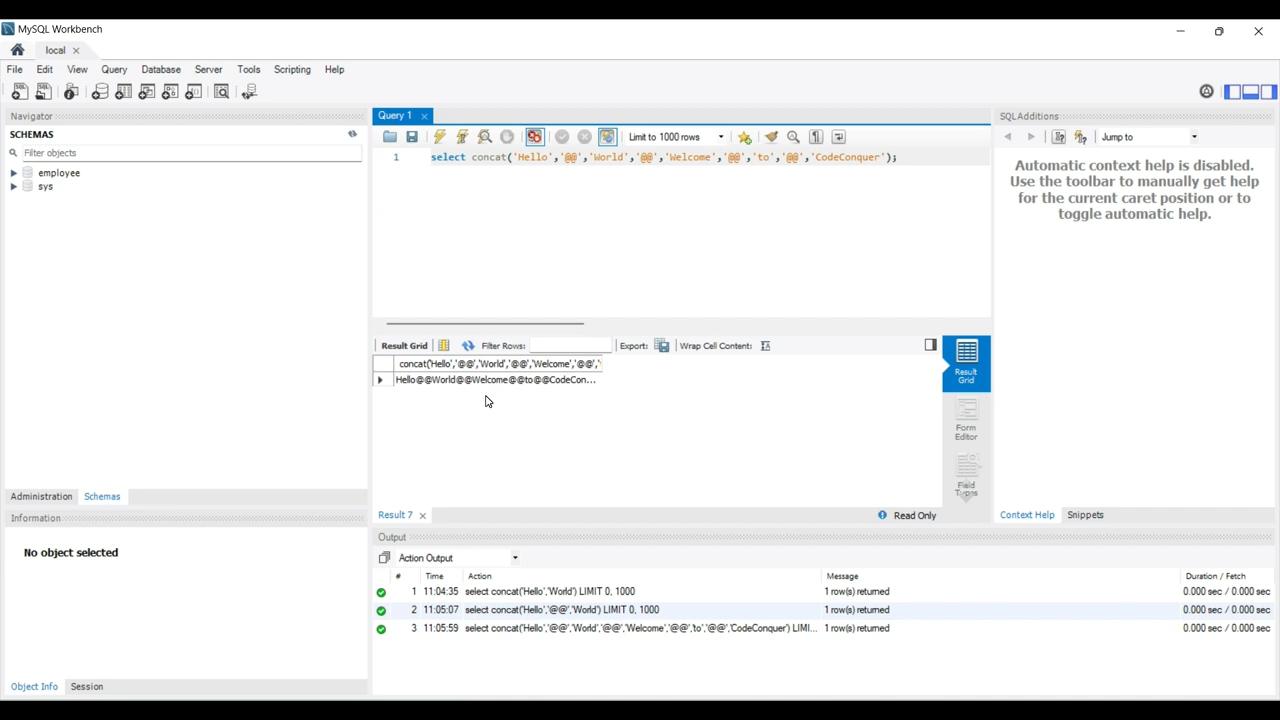 MySQL Workbench
local
File Edit View Query Database Server Tools Scripting Help
Navigator
SCHEMAS
Filter objects
employee
sys
Administration Schemas
Information
No object selected
Object Info Session
Query 1
Limit to 1000 rows
1 select concat('Hello','@@','World','@@','Welcome','@@','to','@@','CodeConquer');
Result Grid Filter Rows: Export: Wrap Cell Content:
concat('Hello','@@','World','@@','Welcome','@@','
Hello@@World@@Welcome@@to@@CodeCon...
Result
Grid
Form
Editor
Field
Types
Result 7 Read Only
SQLAdditions
Jump to
Automatic context help is disabled.
Use the toolbar to manually get help
for the current caret position or to
toggle automatic help.
Context Help Snippets
Output
Action Output
# Time Action Message Duration / Fetch
1 11:04:35 select concat('Hello','World') LIMIT 0, 1000 1 row(s) returned 0.000 sec / 0.000 sec
2 11:05:07 select concat('Hello','@@','World') LIMIT 0, 1000 1 row(s) returned 0.000 sec / 0.000 sec
3 11:05:59 select concat('Hello','@@','World','@@','Welcome','@@','to','@@','CodeConquer') LIMI... 1 row(s) returned 0.000 sec / 0.000 sec